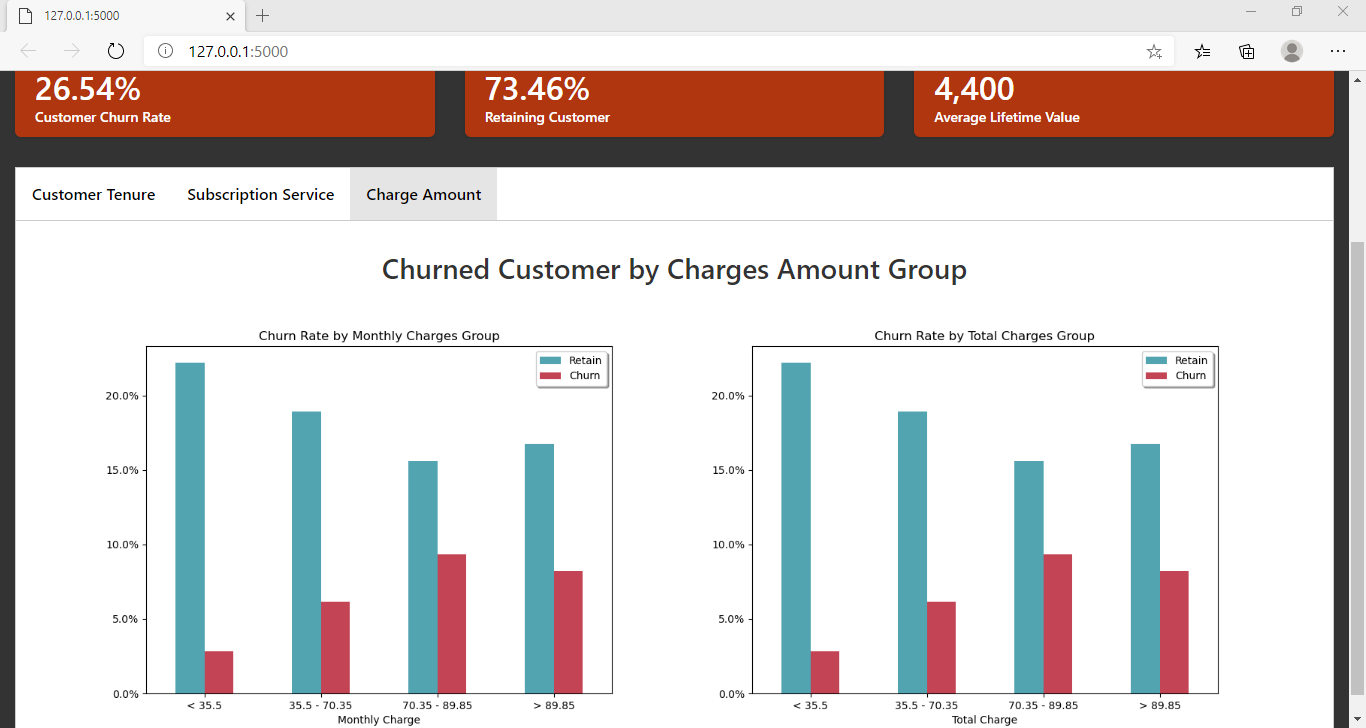 127.0.0.1:5000
127.0.0.1:5000
26.54%
Customer Churn Rate
73.46%
Retaining Customer
4,400
Average Lifetime Value
Customer Tenure Subscription Service Charge Amount
Churned Customer by Charges Amount Group
Churn Rate by Monthly Charges Group
Retain
Churn
20.0%
15.0%
10.0%
5.0%
0.0%
< 35.5 35.5 - 70.35 70.35 - 89.85 > 89.85
Monthly Charge
Churn Rate by Total Charges Group
Retain
Churn
20.0%
15.0%
10.0%
5.0%
0.0%
< 35.5 35.5 - 70.35 70.35 - 89.85 > 89.85
Total Charge